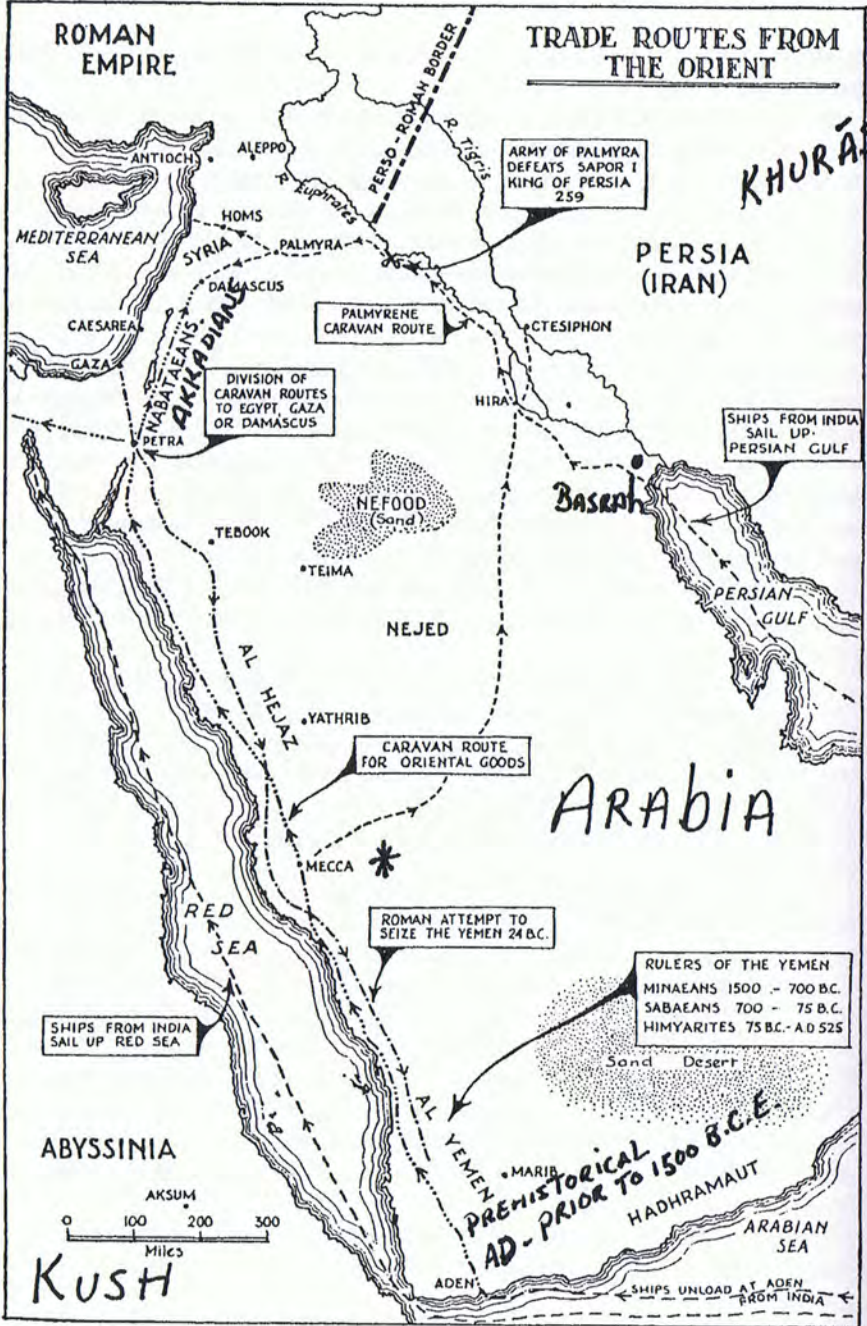 ROMAN
EMPIRE
TRADE ROUTES FROM
THE ORIENT
ANTIOCH
ALEPPO
PERSO-ROMAN BORDER
R. Tigris
R. Euphrates
ARMY OF PALMYRA
DEFEATS SAPOR I
KING OF PERSIA
259
KHURĀ
MEDITERRANEAN
SEA
HOMS
SYRIA
PALMYRA
PERSIA
(IRAN)
DAMASCUS
CAESAREA
PALMYRENE
CARAVAN ROUTE
CTESIPHON
GAZA
NABATAEANS
AKKADIANS
DIVISION OF
CARAVAN ROUTES
TO EGYPT, GAZA
OR DAMASCUS
HIRA
PETRA
SHIPS FROM INDIA
SAIL UP.
PERSIAN GULF
NEFOOD
(Sand)
BASRAh
TEBOOK
TEIMA
PERSIAN
GULF
NEJED
AL HEJAZ
YATHRIB
CARAVAN ROUTE
FOR ORIENTAL GOODS
ARAbiA
MECCA *
RED
SEA
ROMAN ATTEMPT TO
SEIZE THE YEMEN 24 B.C.
RULERS OF THE YEMEN
MINAEANS 1500 .- 700 B.C.
SABAEANS 700 - 75 B.C.
HIMYARITES 75 B.C.- A.D 525
SHIPS FROM INDIA
SAIL UP RED SEA
Sand Desert
AL YEMEN
ABYSSINIA
MARIB
PREHISTORICAL
AD - PRIOR TO 1500 B.C.E.
HADHRAMAUT
AKSUM
0 100 200 300
Miles
ARABIAN
SEA
KUSH
ADEN
SHIPS UNLOAD AT ADEN
FROM INDIA